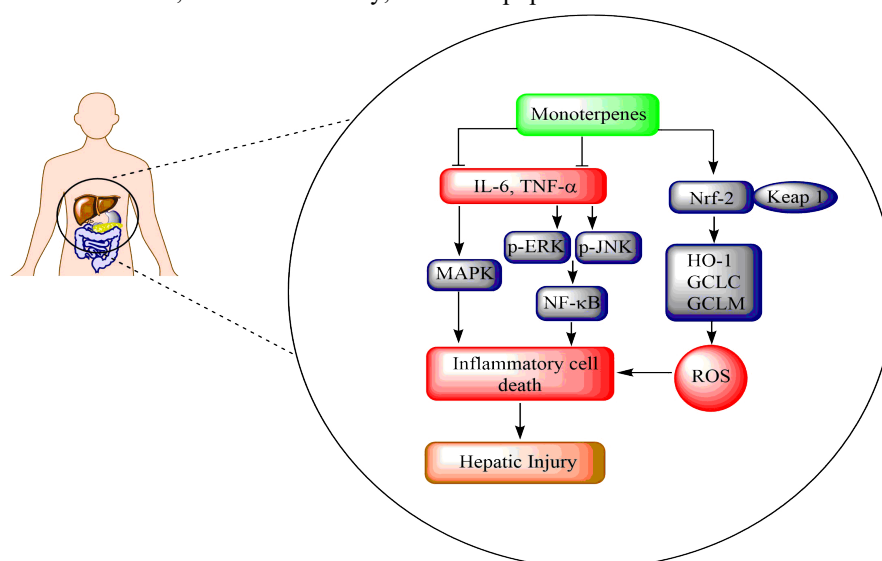 Monoterpenes
IL-6, TNF-α
Nrf-2
Keap 1
p-ERK
p-JNK
MAPK
HO-1
GCLC
GCLM
NF-κB
Inflammatory cell
death
ROS
Hepatic Injury